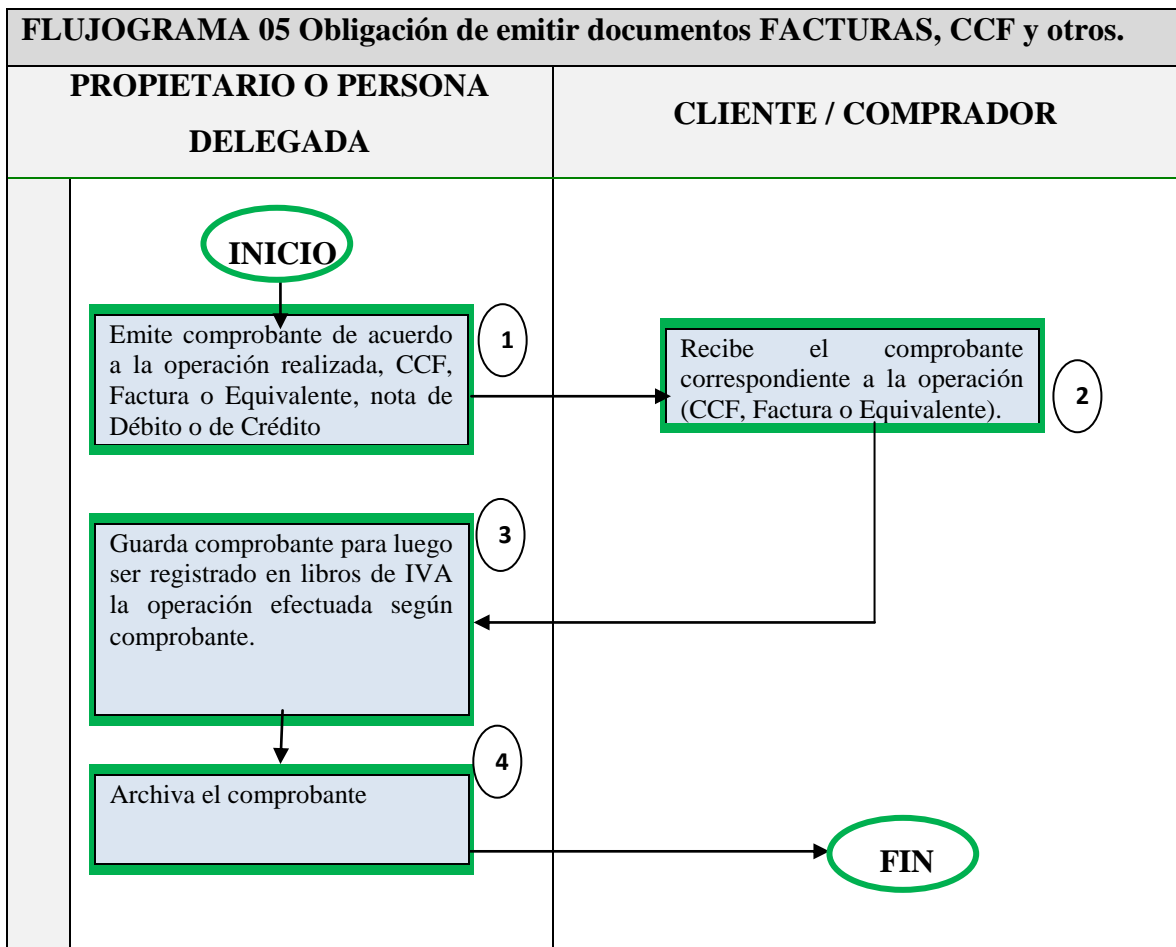 FLUJOGRAMA 05 Obligación de emitir documentos FACTURAS, CCF y otros.
PROPIETARIO O PERSONA
DELEGADA
CLIENTE / COMPRADOR
INICIO
Emite comprobante de acuerdo
a la operación realizada, CCF,
Factura o Equivalente, nota de
Débito o de Crédito
1
Recibe el comprobante
correspondiente a la operación
(CCF, Factura o Equivalente).
2
Guarda comprobante para luego
ser registrado en libros de IVA
la operación efectuada según
comprobante.
3
Archiva el comprobante
4
FIN